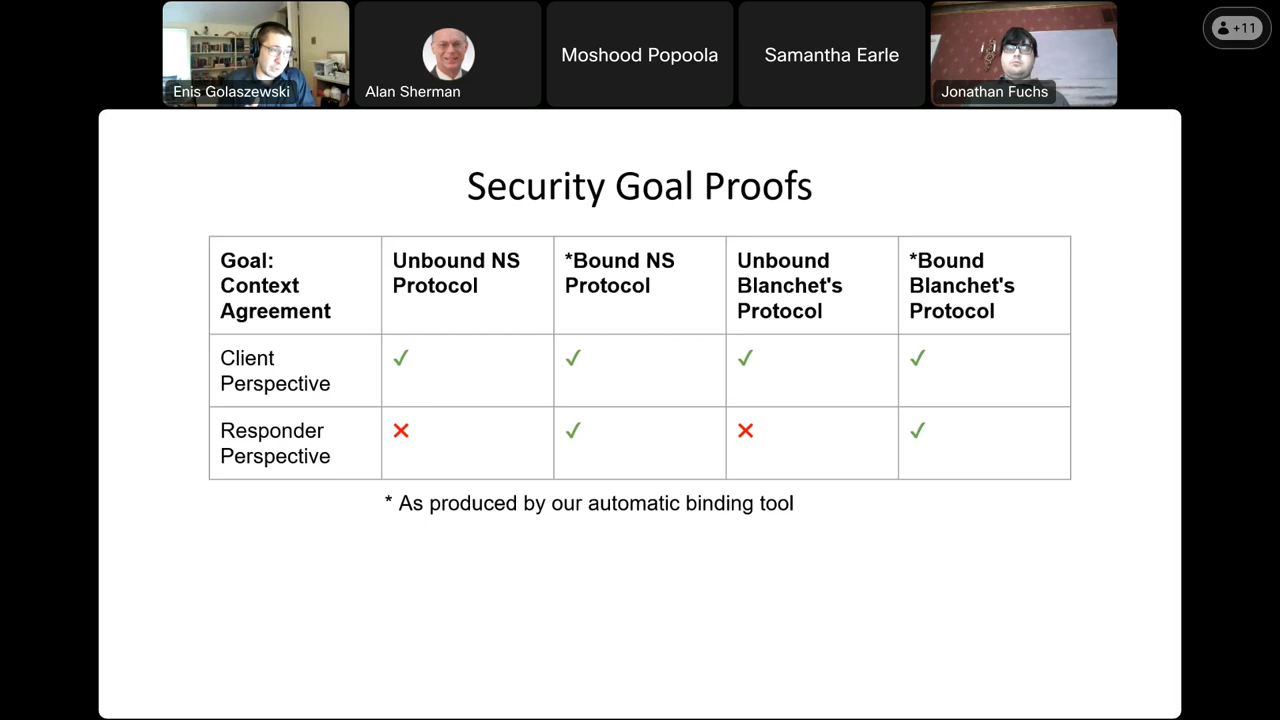 Enis Golaszewski
Alan Sherman
Moshood Popoola
Samantha Earle
Jonathan Fuchs
+11
Security Goal Proofs
Goal:
Context
Agreement
Unbound NS
Protocol
*Bound NS
Protocol
Unbound
Blanchet's
Protocol
*Bound
Blanchet's
Protocol
Client
Perspective
✓ ✓ ✓ ✓
Responder
Perspective
✕ ✓ ✕ ✓
* As produced by our automatic binding tool